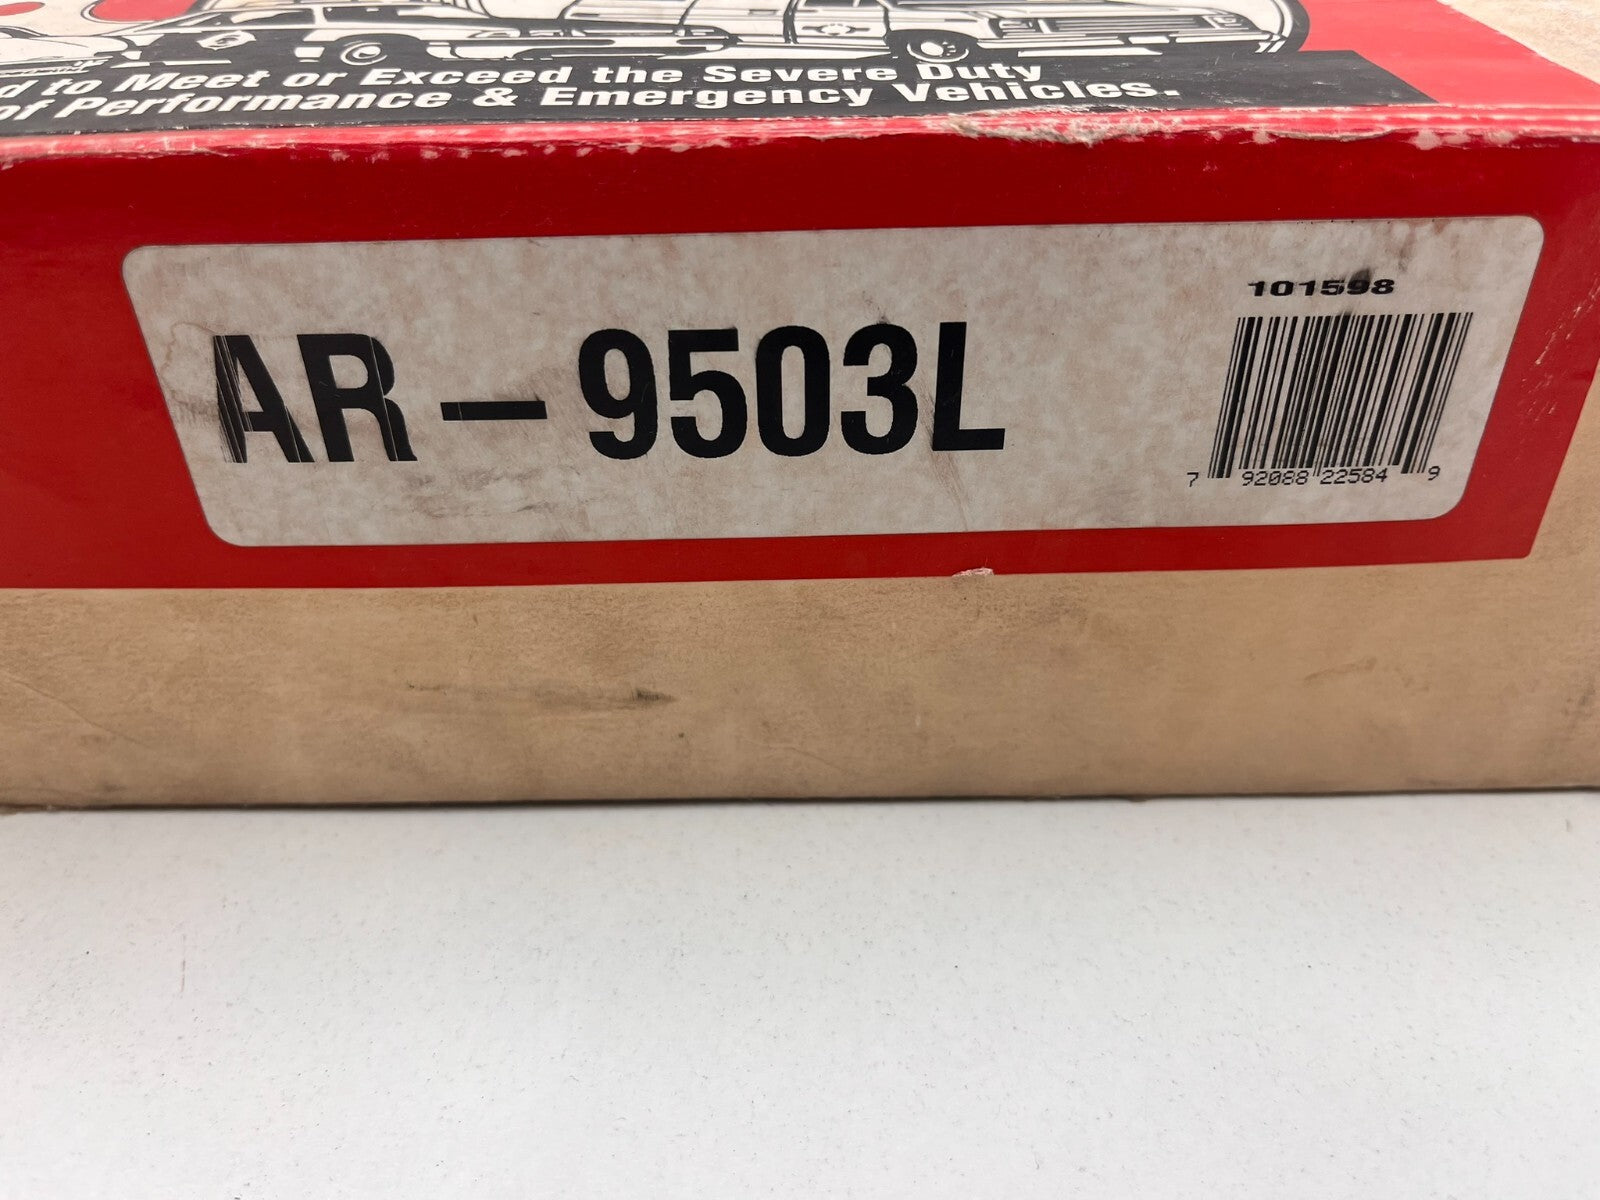 d to Meet or Exceed the Severe Duty
of Performance & Emergency Vehicles.
AR-9503L
101598
7 92088 22584 9